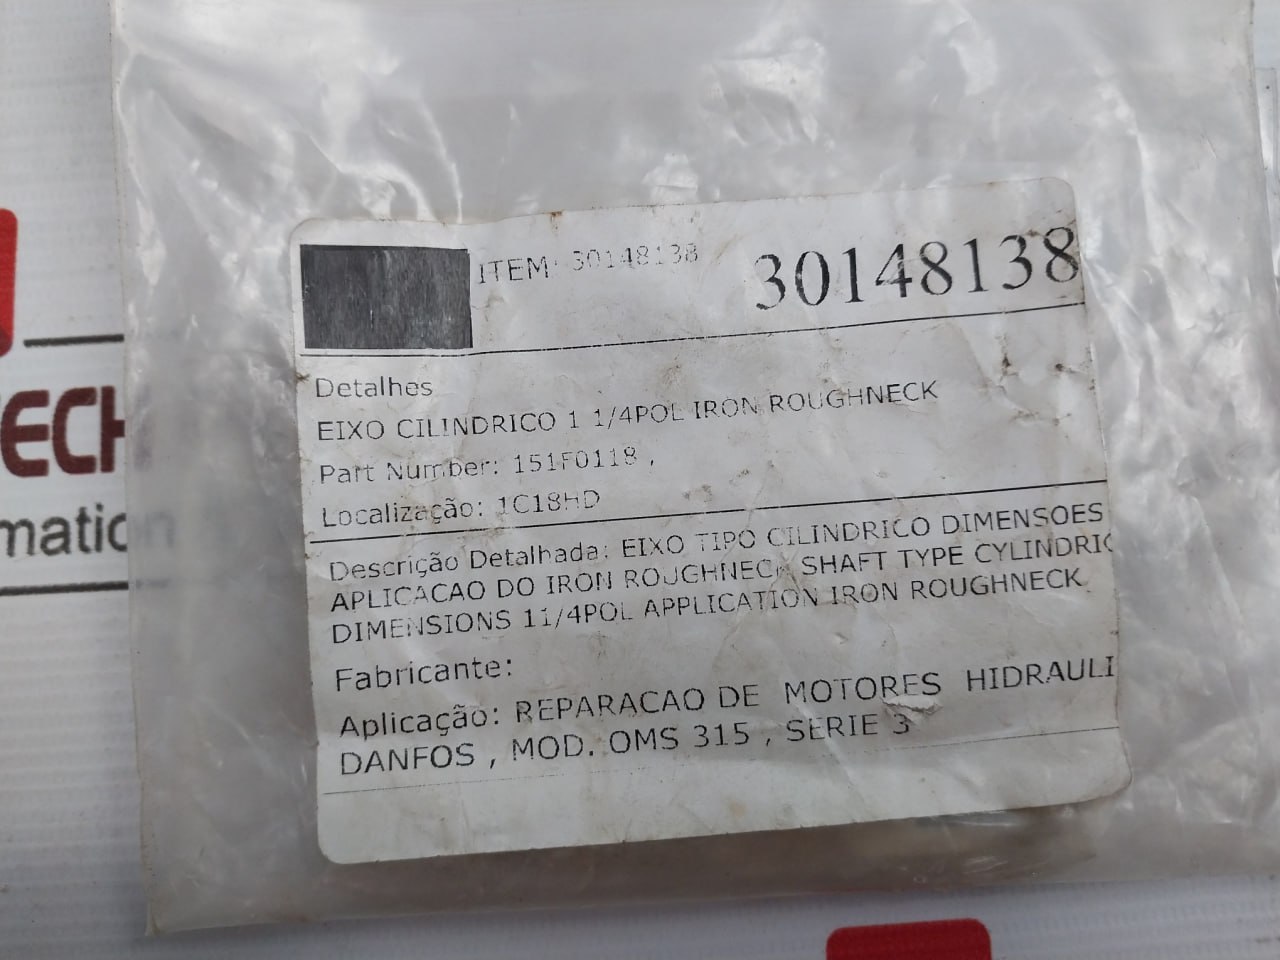 ITEM: 30148138
30148138
Detalhes
EIXO CILINDRICO 1 1/4POL IRON ROUGHNECK
Part Number: 151F0118 ,
Localização: 1C18HD
Descrição Detalhada: EIXO TIPO CILINDRICO DIMENSOES
APLICACAO DO IRON ROUGHNECK SHAFT TYPE CYLINDRIC
DIMENSIONS 11/4POL APPLICATION IRON ROUGHNECK
Fabricante:
Aplicação: REPARACAO DE MOTORES HIDRAULI
DANFOS , MOD. OMS 315 , SERIE 3
ECH
matic